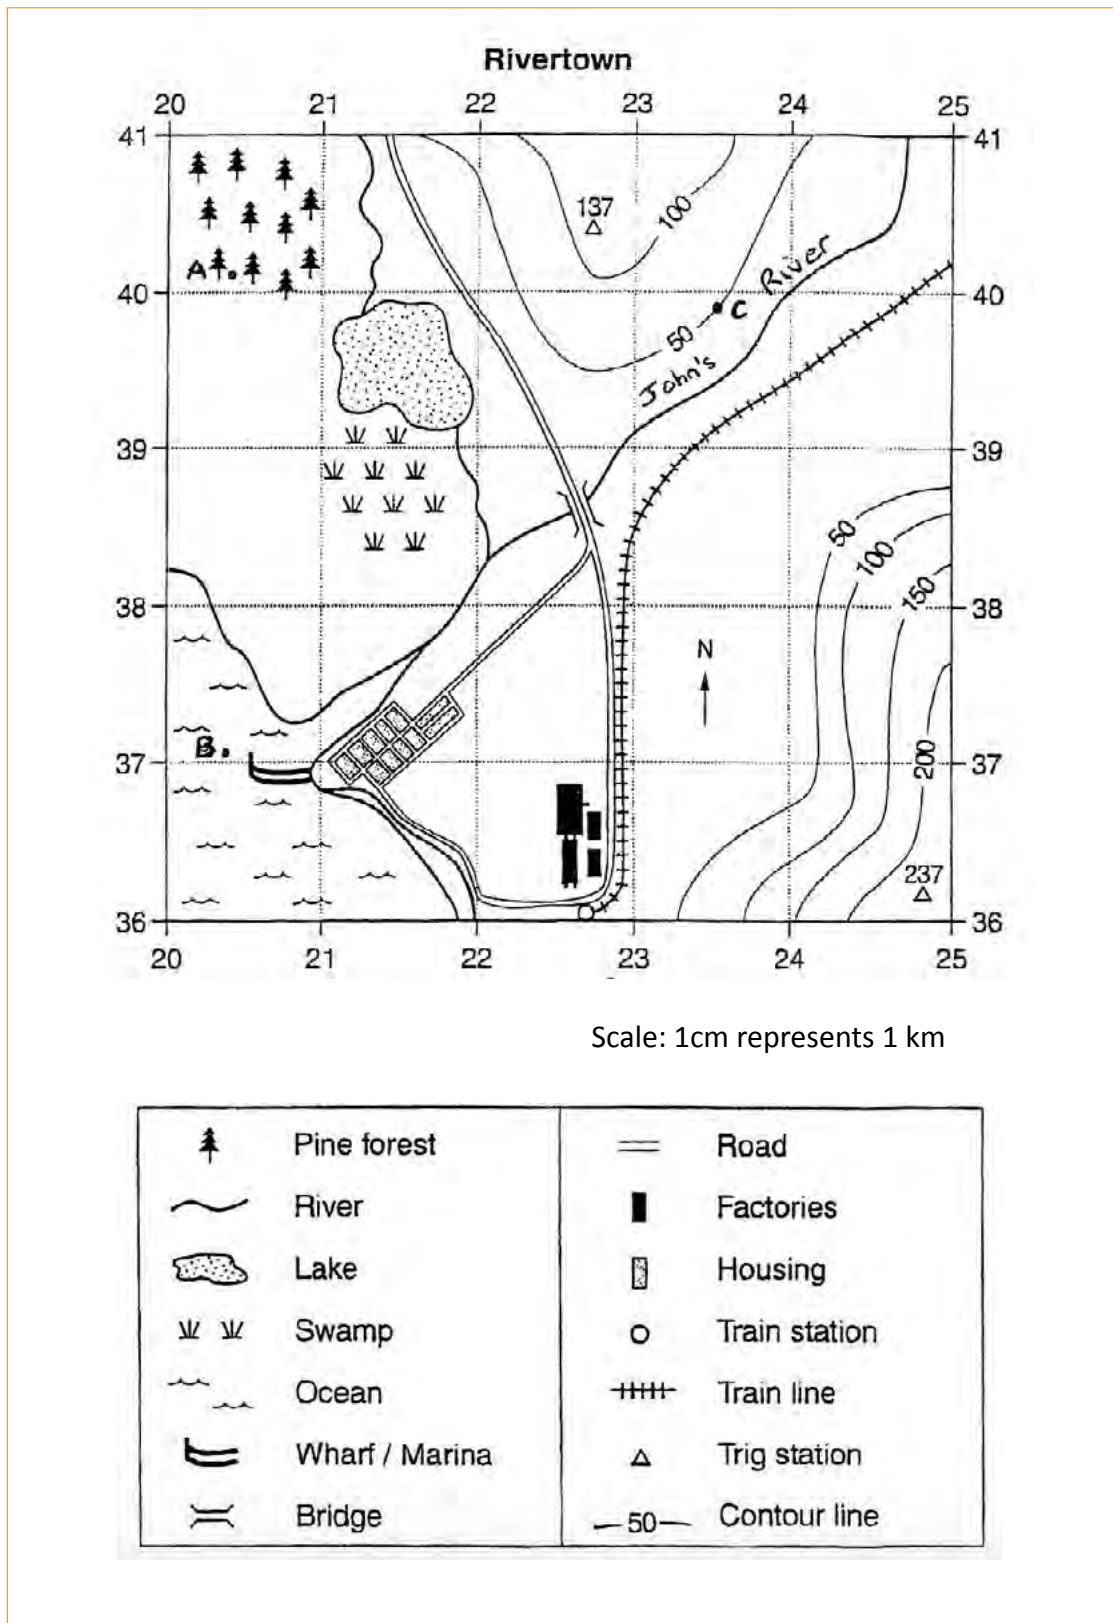 Rivertown
20 21 22 23 24 25
41 41
137
100
A.
River
40 40
C
50
John's
39 39
50
100
150
38 38
N
B.
37 37
200
237
36 36
20 21 22 23 24 25
Scale: 1cm represents 1 km
Pine forest
River
Lake
Swamp
Ocean
Wharf / Marina
Bridge
Road
Factories
Housing
Train station
Train line
Trig station
50 Contour line